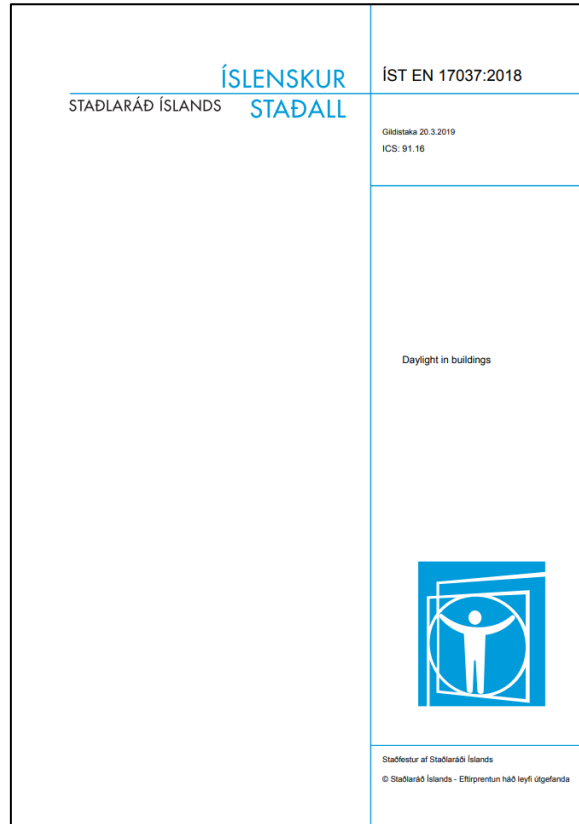 ÍSLENSKUR
STAÐLARÁÐ ÍSLANDS STAÐALL
ÍST EN 17037:2018
Gildistaka 20.3.2019
ICS: 91.16
Daylight in buildings
Staðfestur af Staðlaráði Íslands
© Staðlaráð Íslands - Eftirprentun háð leyfi útgefanda